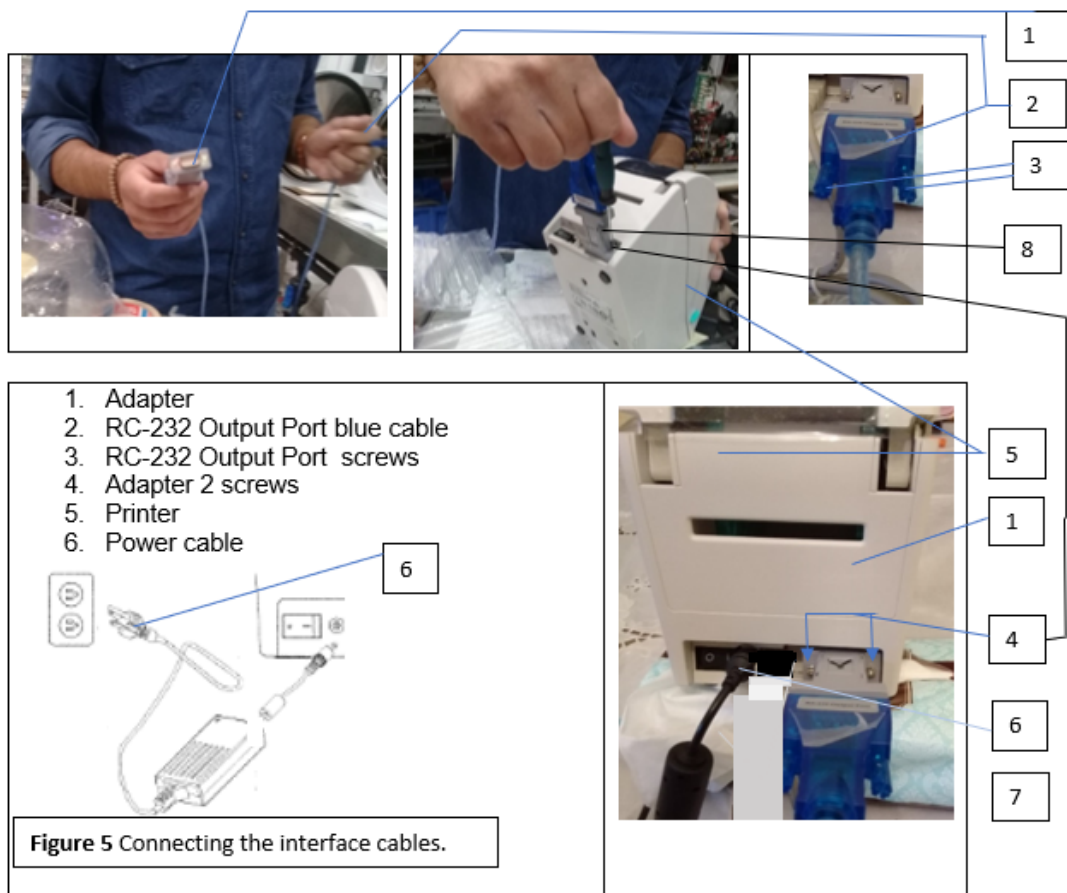 1
2
3
8
1. Adapter
2. RC-232 Output Port blue cable
3. RC-232 Output Port  screws
4. Adapter 2 screws
5. Printer
6. Power cable
6
5
1
4
6
7
Figure 5 Connecting the interface cables.